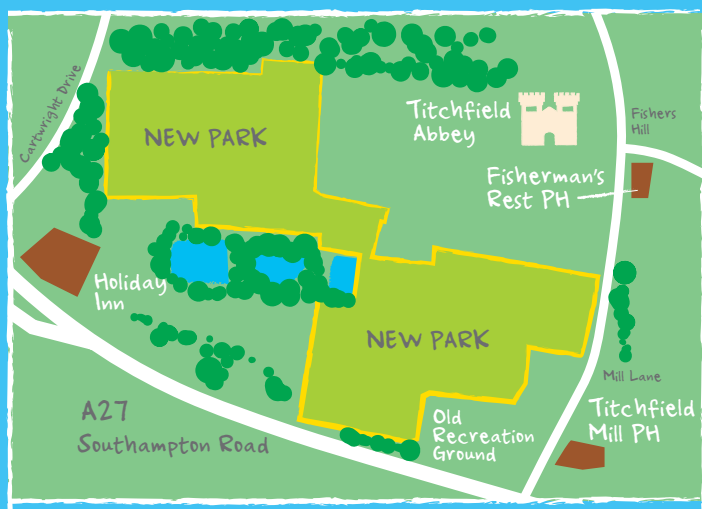 Cartwright Drive
NEW PARK
Titchfield
Abbey
Fishers
Hill
Fisherman's
Rest PH
Holiday
Inn
NEW PARK
Mill Lane
A27
Southampton Road
Old
Recreation
Ground
Titchfield
Mill PH